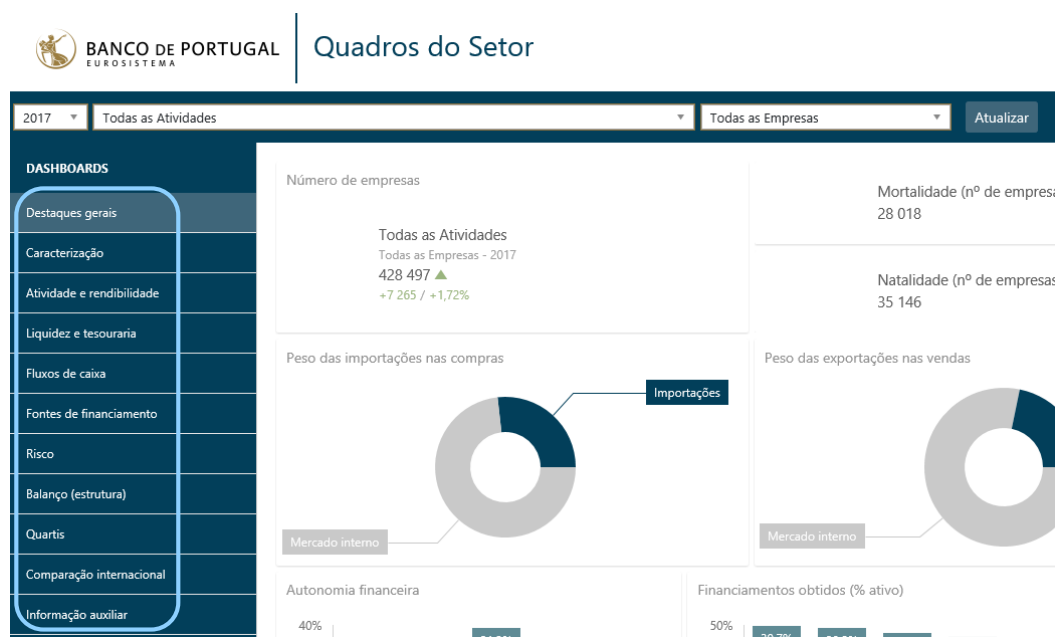 BANCO DE PORTUGAL
EUROSISTEMA
Quadros do Setor
2017
Todas as Atividades
Todas as Empresas
Atualizar
DASHBOARDS
Destaques gerais
Caracterização
Atividade e rendibilidade
Liquidez e tesouraria
Fluxos de caixa
Fontes de financiamento
Risco
Balanço (estrutura)
Quartis
Comparação internacional
Informação auxiliar
Número de empresas
Todas as Atividades
Todas as Empresas - 2017
428 497
+7 265 / +1,72%
Mortalidade (nº de empresa
28 018
Natalidade (nº de empresas
35 146
Peso das importações nas compras
Importações
Mercado interno
Peso das exportações nas vendas
Mercado interno
Autonomia financeira
40%
Financiamentos obtidos (% ativo)
50%